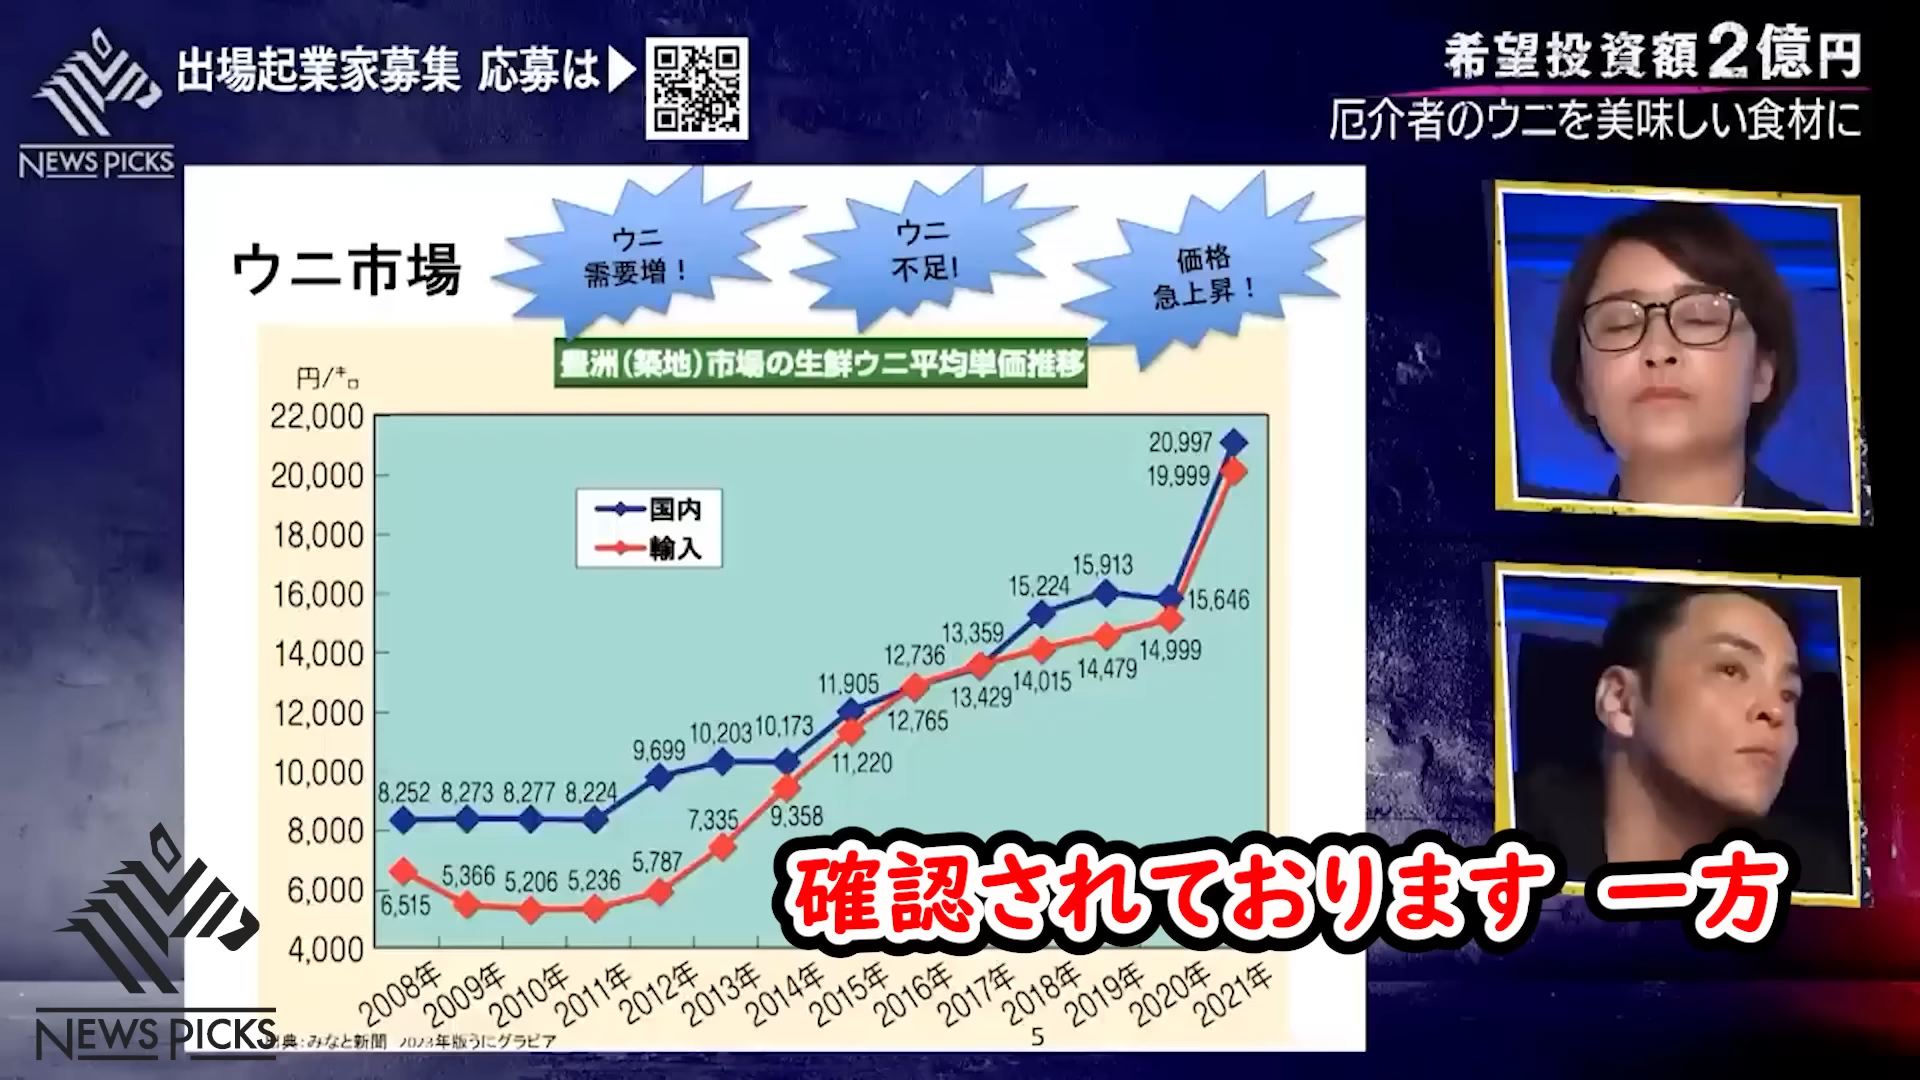 出場起業家募集 応募は▶
NEWS PICKS
希望投資額2億円
厄介者のウニを美味しい食材に
ウニ市場
ウニ
需要増！
ウニ
不足!
価格
急上昇！
豊洲(築地)市場の生鮮ウニ平均単価推移
円/㌔
22,000
20,000
18,000
16,000
14,000
12,000
10,000
8,000
6,000
4,000
国内
輸入
8,252 8,273 8,277 8,224 9,699 10,203 10,173 11,905 12,736 13,359 15,224 15,913 15,646 20,997
6,515 5,366 5,206 5,236 5,787 7,335 9,358 11,220 12,765 13,429 14,015 14,479 14,999 19,999
2008年 2009年 2010年 2011年 2012年 2013年 2014年 2015年 2016年 2017年 2018年 2019年 2020年 2021年
確認されております 一方
NEWS PICKS
典：みなと新聞 2023年版うにグラビア
5